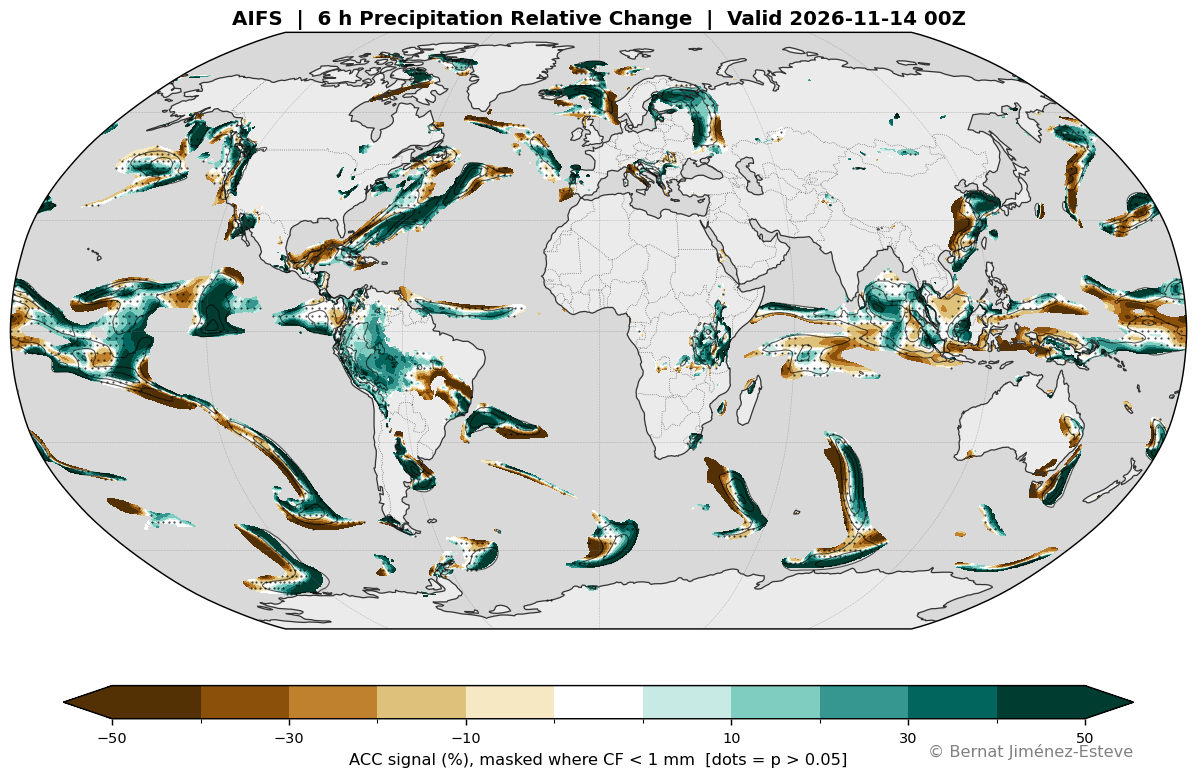 AIFS | 6 h Precipitation Relative Change | Valid 2026-11-14 00Z
−50 −30 −10 10 30 50
ACC signal (%), masked where CF < 1 mm [dots = p > 0.05]
© Bernat Jiménez-Esteve